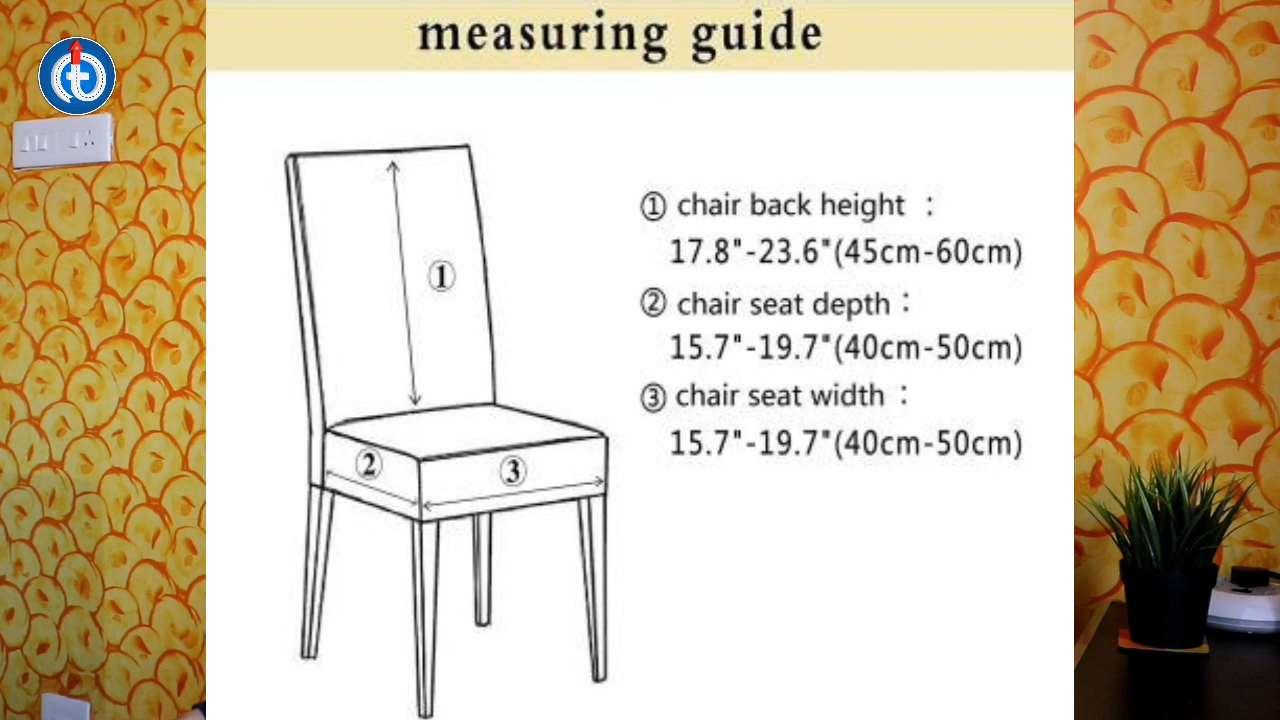 measuring guide
① chair back height ：
17.8"-23.6"(45cm-60cm)
② chair seat depth：
15.7"-19.7"(40cm-50cm)
③ chair seat width：
15.7"-19.7"(40cm-50cm)
①
②
③